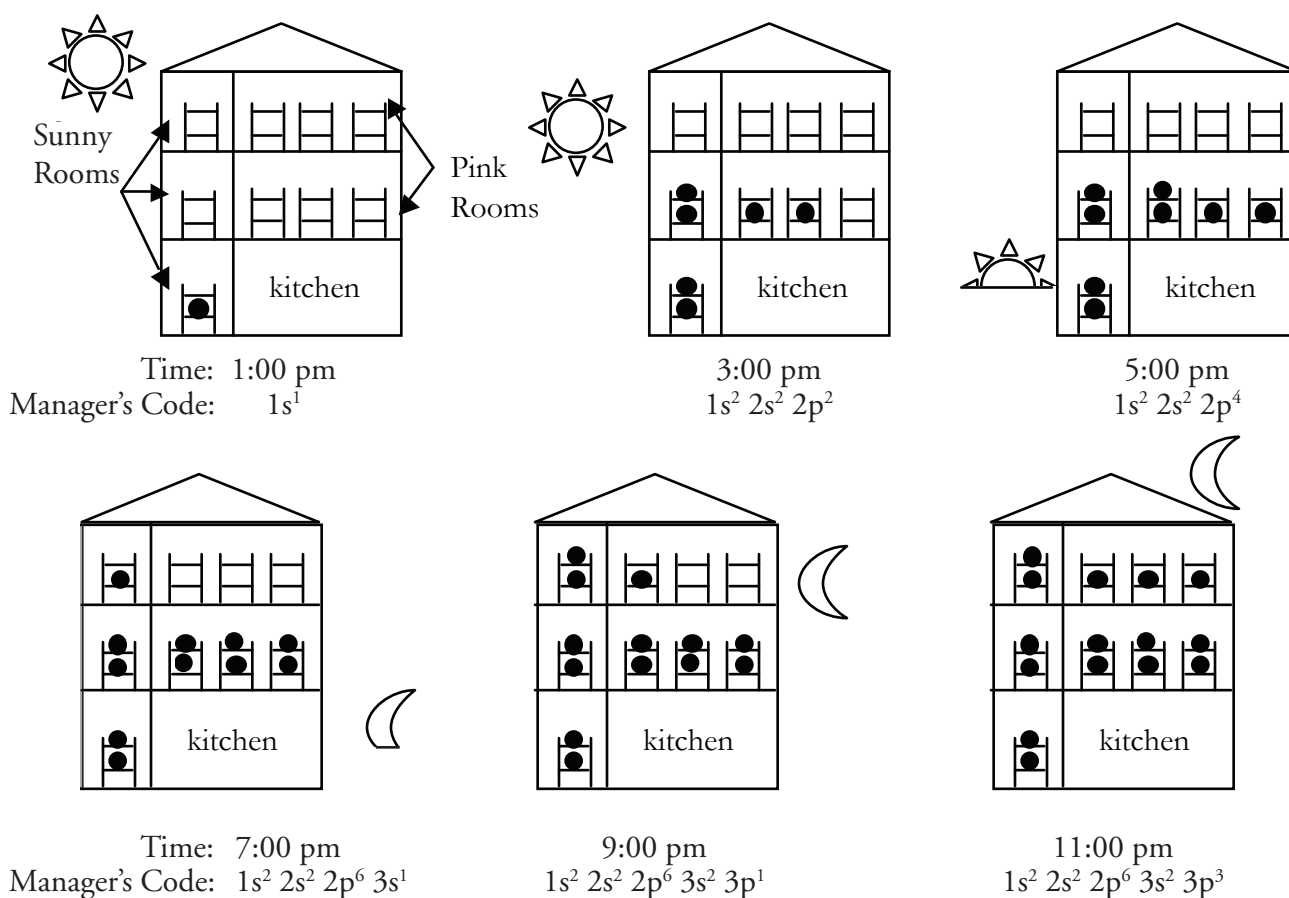 Sunny
Rooms
Pink
Rooms
kitchen
kitchen
kitchen
Time: 1:00 pm
3:00 pm
5:00 pm
Manager's Code: 1s¹
1s² 2s² 2p²
1s² 2s² 2p⁴
kitchen
kitchen
kitchen
Time: 7:00 pm
9:00 pm
11:00 pm
Manager's Code: 1s² 2s² 2p⁶ 3s¹
1s² 2s² 2p⁶ 3s² 3p¹
1s² 2s² 2p⁶ 3s² 3p³